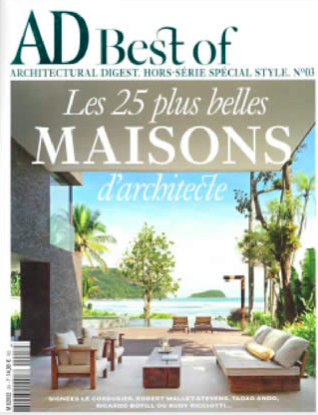 AD Best of
ARCHITECTURAL DIGEST. HORS-SÉRIE SPÉCIAL STYLE. N°03
Les 25 plus belles
MAISONS
d'architecte
SIGNÉES LE CORBUSIER, ROBERT MALLET-STEVENS, TADAO ANDO,
RICARDO BOFILL OU RUDY RICCIOTTI...